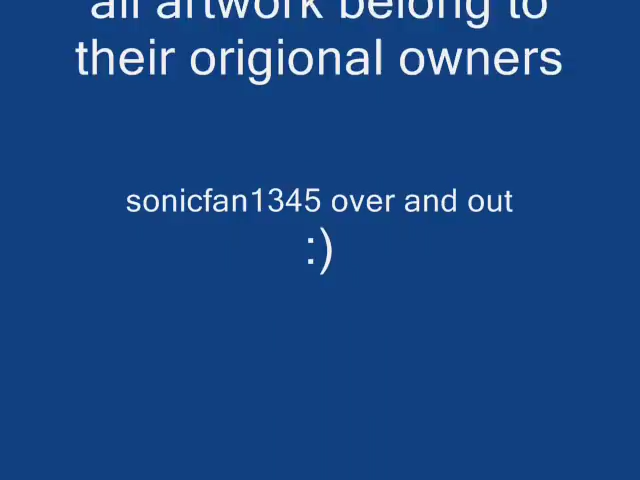 all artwork belong to
their origional owners
sonicfan1345 over and out
:)